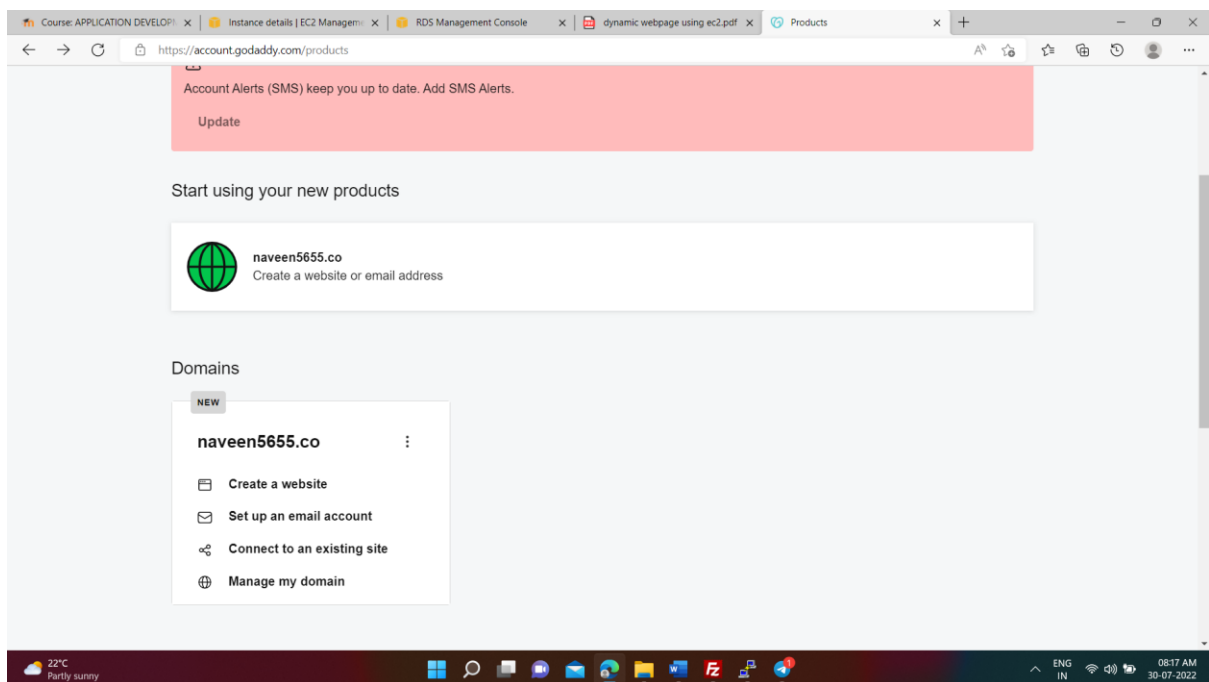 Course: APPLICATION DEVELOP
Instance details | EC2 Managem
RDS Management Console
dynamic webpage using ec2.pdf
Products
https://account.godaddy.com/products
Account Alerts (SMS) keep you up to date. Add SMS Alerts.
Update
Start using your new products
naveen5655.co
Create a website or email address
Domains
NEW
naveen5655.co
Create a website
Set up an email account
Connect to an existing site
Manage my domain
22°C
Partly sunny
ENG
IN
08:17 AM
30-07-2022